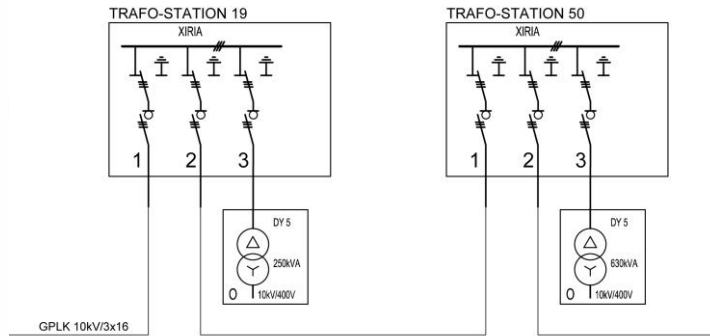 TRAFO-STATION 19
XIRIA
1 2 3
DY 5
250kVA
0 10kV/400V
GPLK 10kV/3x16
TRAFO-STATION 50
XIRIA
1 2 3
DY 5
630kVA
0 10kV/400V